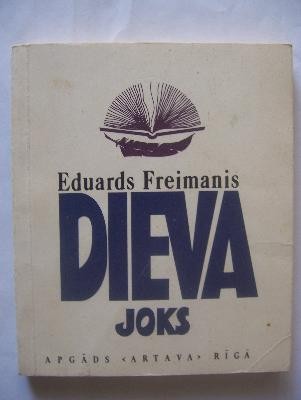 Eduards Freimanis
DIEVA
JOKS
APGĀDS <ARTAVA> RĪGĀ